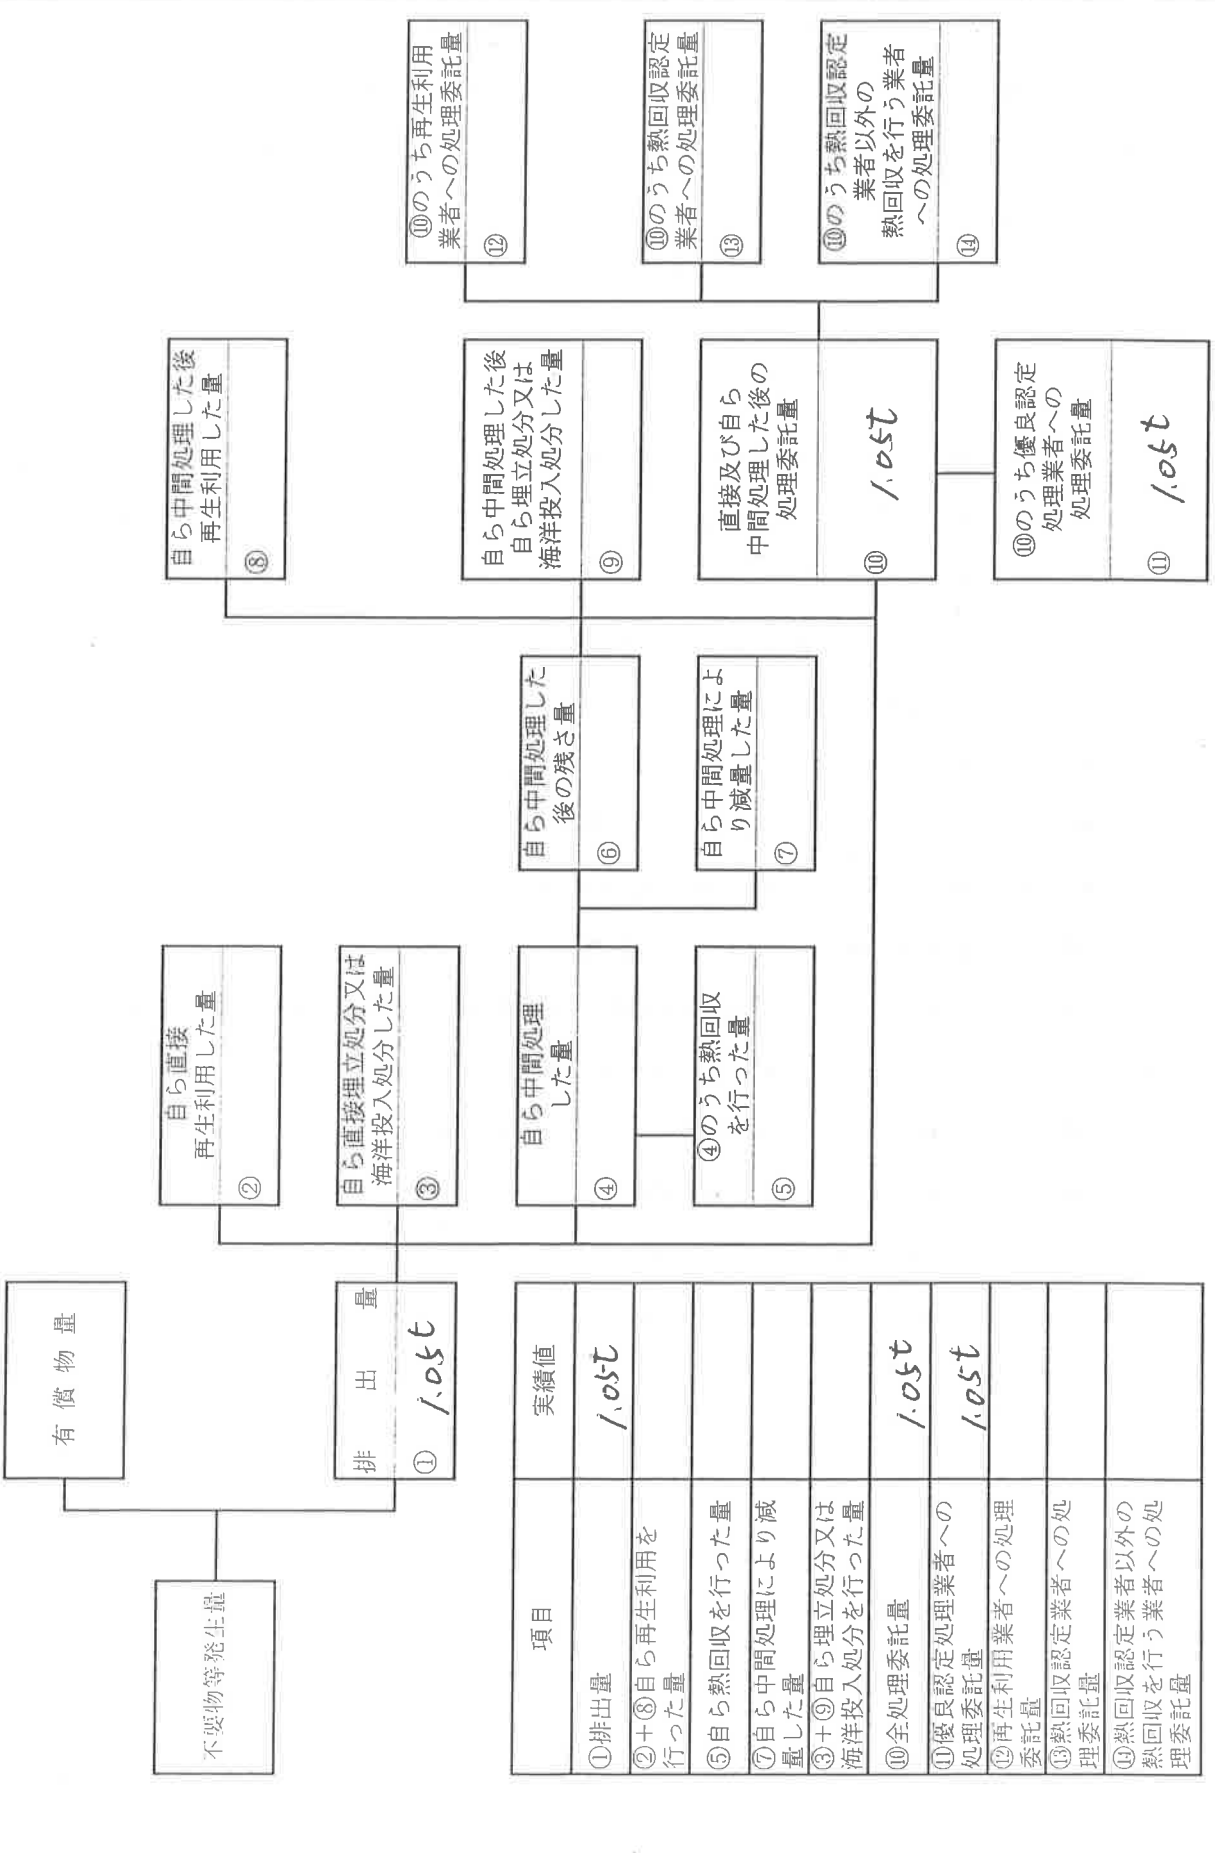 不要物等発生量
有償物量
排出量
① 1.05t
自ら直接
再生利用した量
②
自ら直接埋立処分又は
海洋投入処分した量
③
自ら中間処理
した量
④
④のうち熱回収
を行った量
⑤
自ら中間処理した
後の残さ量
⑥
自ら中間処理によ
り減量した量
⑦
自ら中間処理した後
再生利用した量
⑧
自ら中間処理した後
自ら埋立処分又は
海洋投入処分した量
⑨
直接及び自ら
中間処理した後の
処理委託量
⑩ 1.05t
⑩のうち優良認定
処理業者への
処理委託量
⑪ 1.05t
⑩のうち再生利用
業者への処理委託量
⑫
⑩のうち熱回収認定
業者への処理委託量
⑬
⑩のうち熱回収認定
業者以外の
熱回収を行う業者
への処理委託量
⑭
項目 実績値
①排出量 1.05t
②+⑧自ら再生利用を
行った量
⑤自ら熱回収を行った量
⑦自ら中間処理により減
量した量
③+⑨自ら埋立処分又は
海洋投入処分を行った量
⑩全処理委託量 1.05t
⑪優良認定処理業者への
処理委託量 1.05t
⑫再生利用業者への処理
委託量
⑬熱回収認定業者への処
理委託量
⑭熱回収認定業者以外の
熱回収を行う業者への処
理委託量